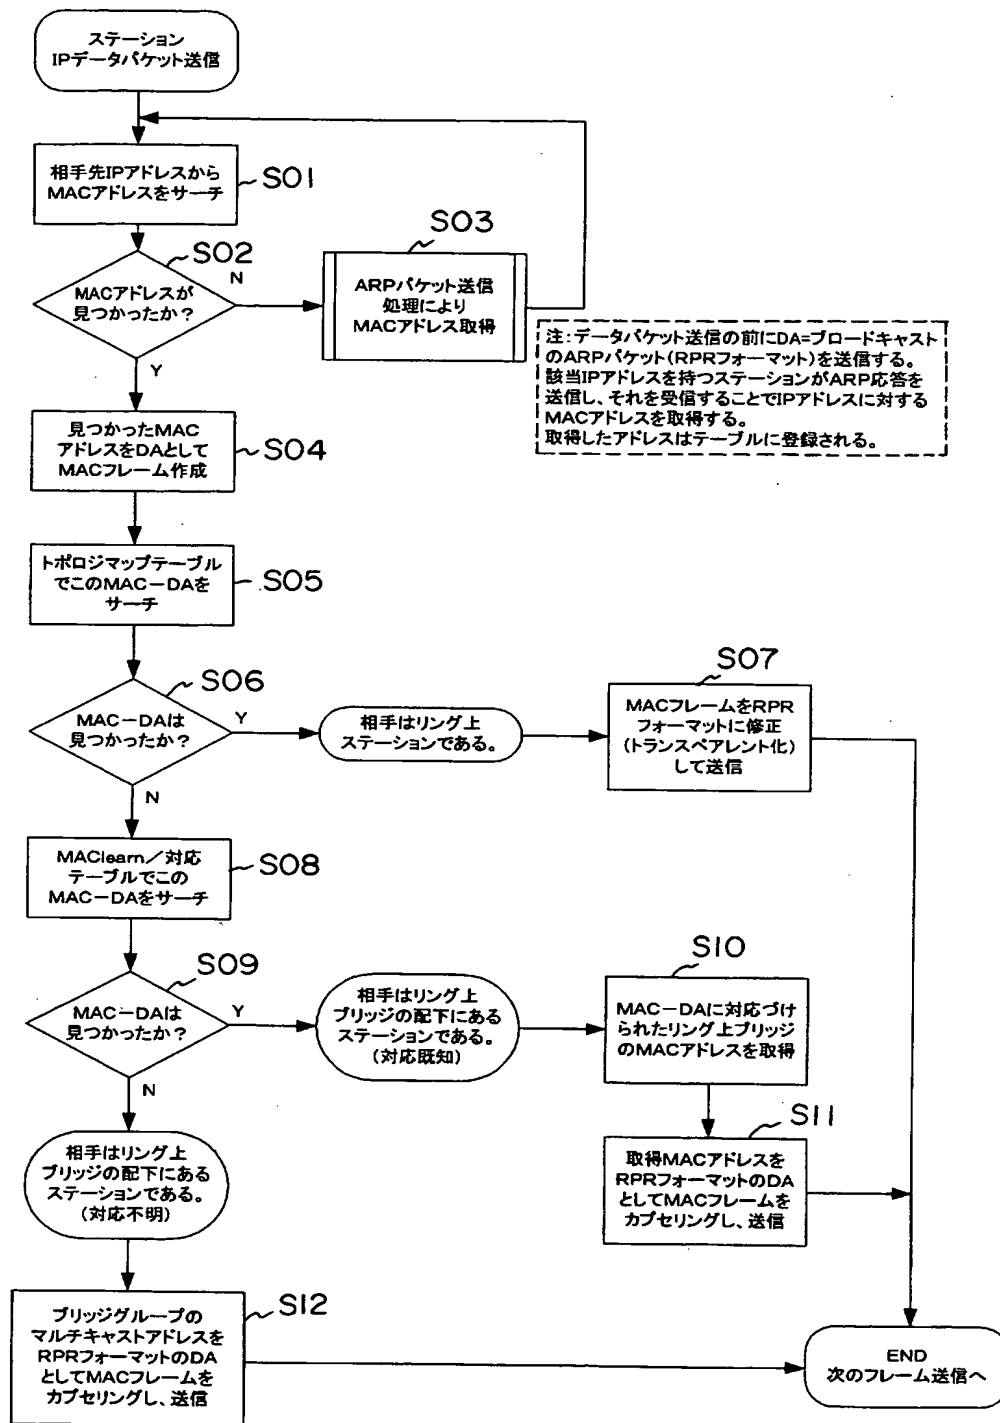 ステーション
IPデータパケット送信
相手先IPアドレスから
MACアドレスをサーチ
S01
S02
MACアドレスが
見つかったか?
N
Y
S03
ARPパケット送信
処理により
MACアドレス取得
注:データパケット送信の前にDA=ブロードキャスト
のARPパケット(RPRフォーマット)を送信する。
該当IPアドレスを持つステーションがARP応答を
送信し、それを受信することでIPアドレスに対する
MACアドレスを取得する。
取得したアドレスはテーブルに登録される。
見つかったMAC
アドレスをDAとして
MACフレーム作成
S04
トポロジマップテーブル
でこのMAC-DAを
サーチ
S05
S06
MAC-DAは
見つかったか?
Y
N
相手はリング上
ステーションである。
S07
MACフレームをRPR
フォーマットに修正
(トランスペアレント化)
して送信
MAClearn/対応
テーブルでこの
MAC-DAをサーチ
S08
S09
MAC-DAは
見つかったか?
Y
N
相手はリング上
ブリッジの配下にある
ステーションである。
(対応既知)
S10
MAC-DAに対応づけ
られたリング上ブリッジ
のMACアドレスを取得
S11
取得MACアドレスを
RPRフォーマットのDA
としてMACフレームを
カプセリングし、送信
相手はリング上
ブリッジの配下にある
ステーションである。
(対応不明)
S12
ブリッジグループの
マルチキャストアドレスを
RPRフォーマットのDA
としてMACフレームを
カプセリングし、送信
END
次のフレーム送信へ